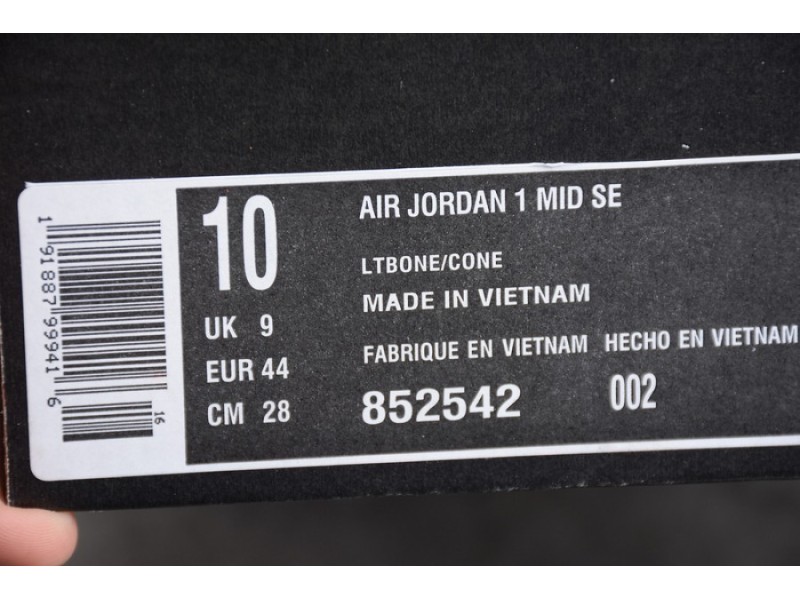 10
AIR JORDAN 1 MID SE
LTBONE/CONE
UK 9
MADE IN VIETNAM
EUR 44
FABRIQUE EN VIETNAM HECHO EN VIETNAM
CM 28
852542 002
1 91887 99941 6
16